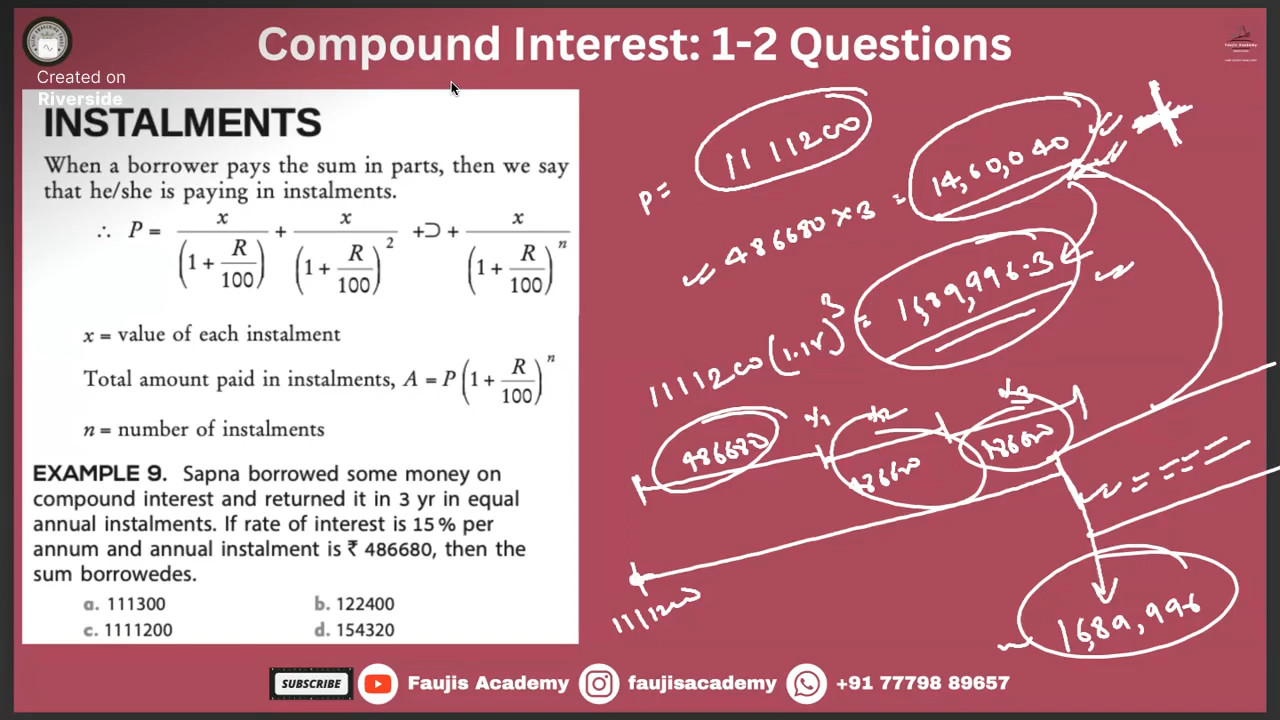 Compound Interest: 1-2 Questions
Created on
Riverside
INSTALMENTS
When a borrower pays the sum in parts, then we say
that he/she is paying in instalments.
∴ P = x/(1 + R/100) + x/(1 + R/100)^2 +⊃+ x/(1 + R/100)^n
x = value of each instalment
Total amount paid in instalments, A = P(1 + R/100)^n
n = number of instalments
EXAMPLE 9. Sapna borrowed some money on
compound interest and returned it in 3 yr in equal
annual instalments. If rate of interest is 15% per
annum and annual instalment is ₹ 486680, then the
sum borrowedes.
a. 111300
b. 122400
c. 1111200
d. 154320
P = 1111200
486680 × 3 = 14,60,040
1111200 (1.15)^3 = 1689,996.3
486680
486680
486680
1111200
1689,996
SUBSCRIBE
Faujis Academy
faujisacademy
+91 77798 89657